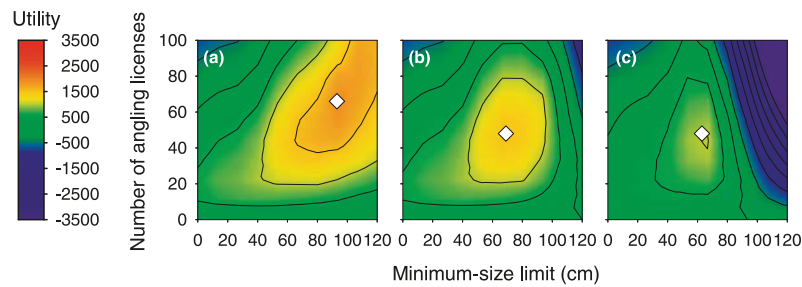 Utility
3500
2500
1500
500
-500
-1500
-2500
-3500
Number of angling licenses
100
80
60
40
20
0
(a)
(b)
(c)
0 20 40 60 80 100 120
0 20 40 60 80 100 120
0 20 40 60 80 100 120
Minimum-size limit (cm)